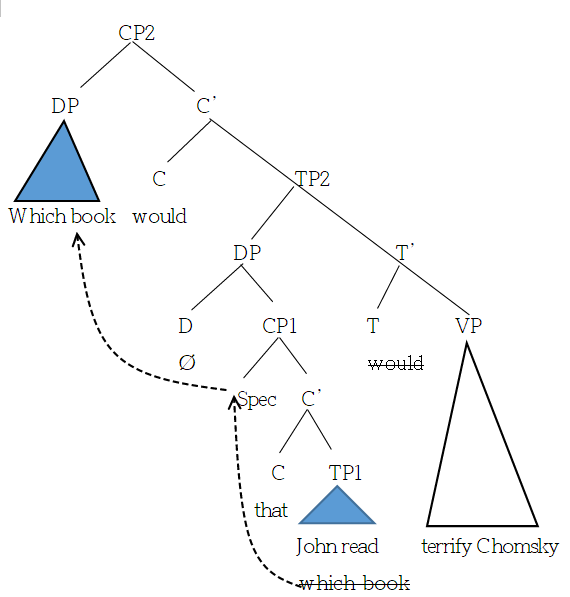 CP2
DP C'
C TP2
Which book would
DP T'
D CP1 T VP
Ø would
Spec C'
C TP1
that
John read terrify Chomsky
which book